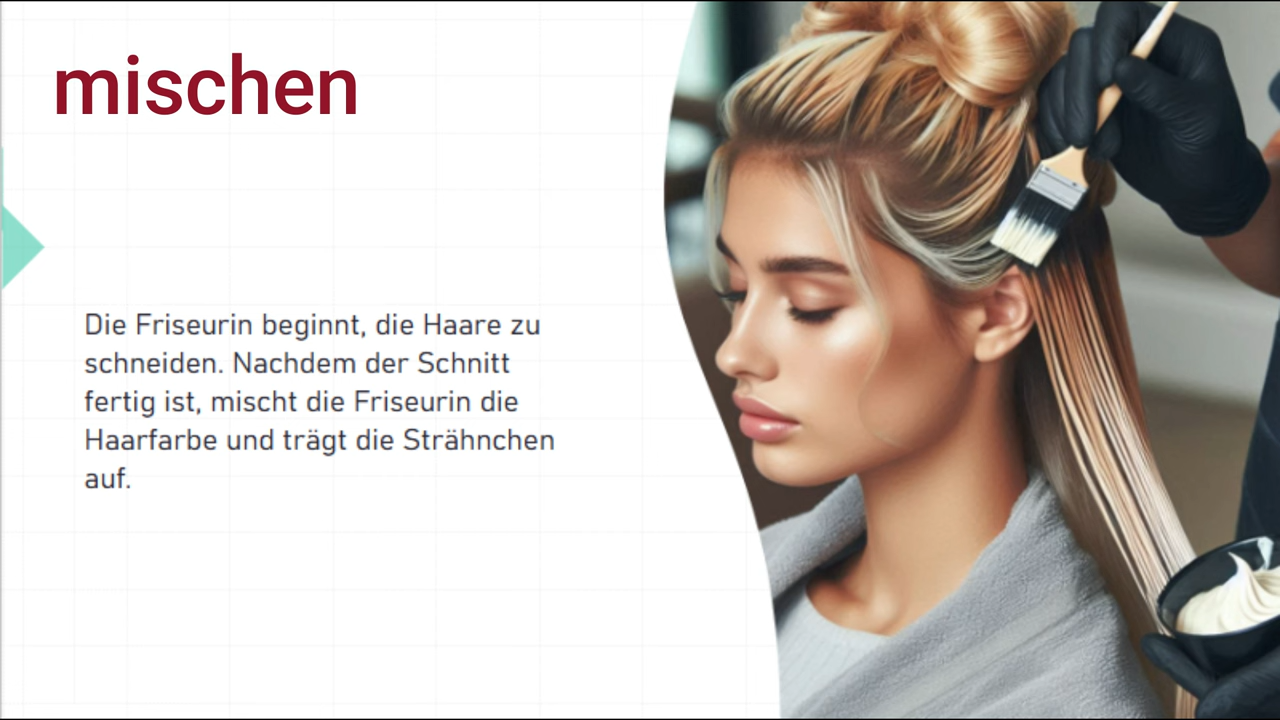 mischen
Die Friseurin beginnt, die Haare zu
schneiden. Nachdem der Schnitt
fertig ist, mischt die Friseurin die
Haarfarbe und trägt die Strähnchen
auf.